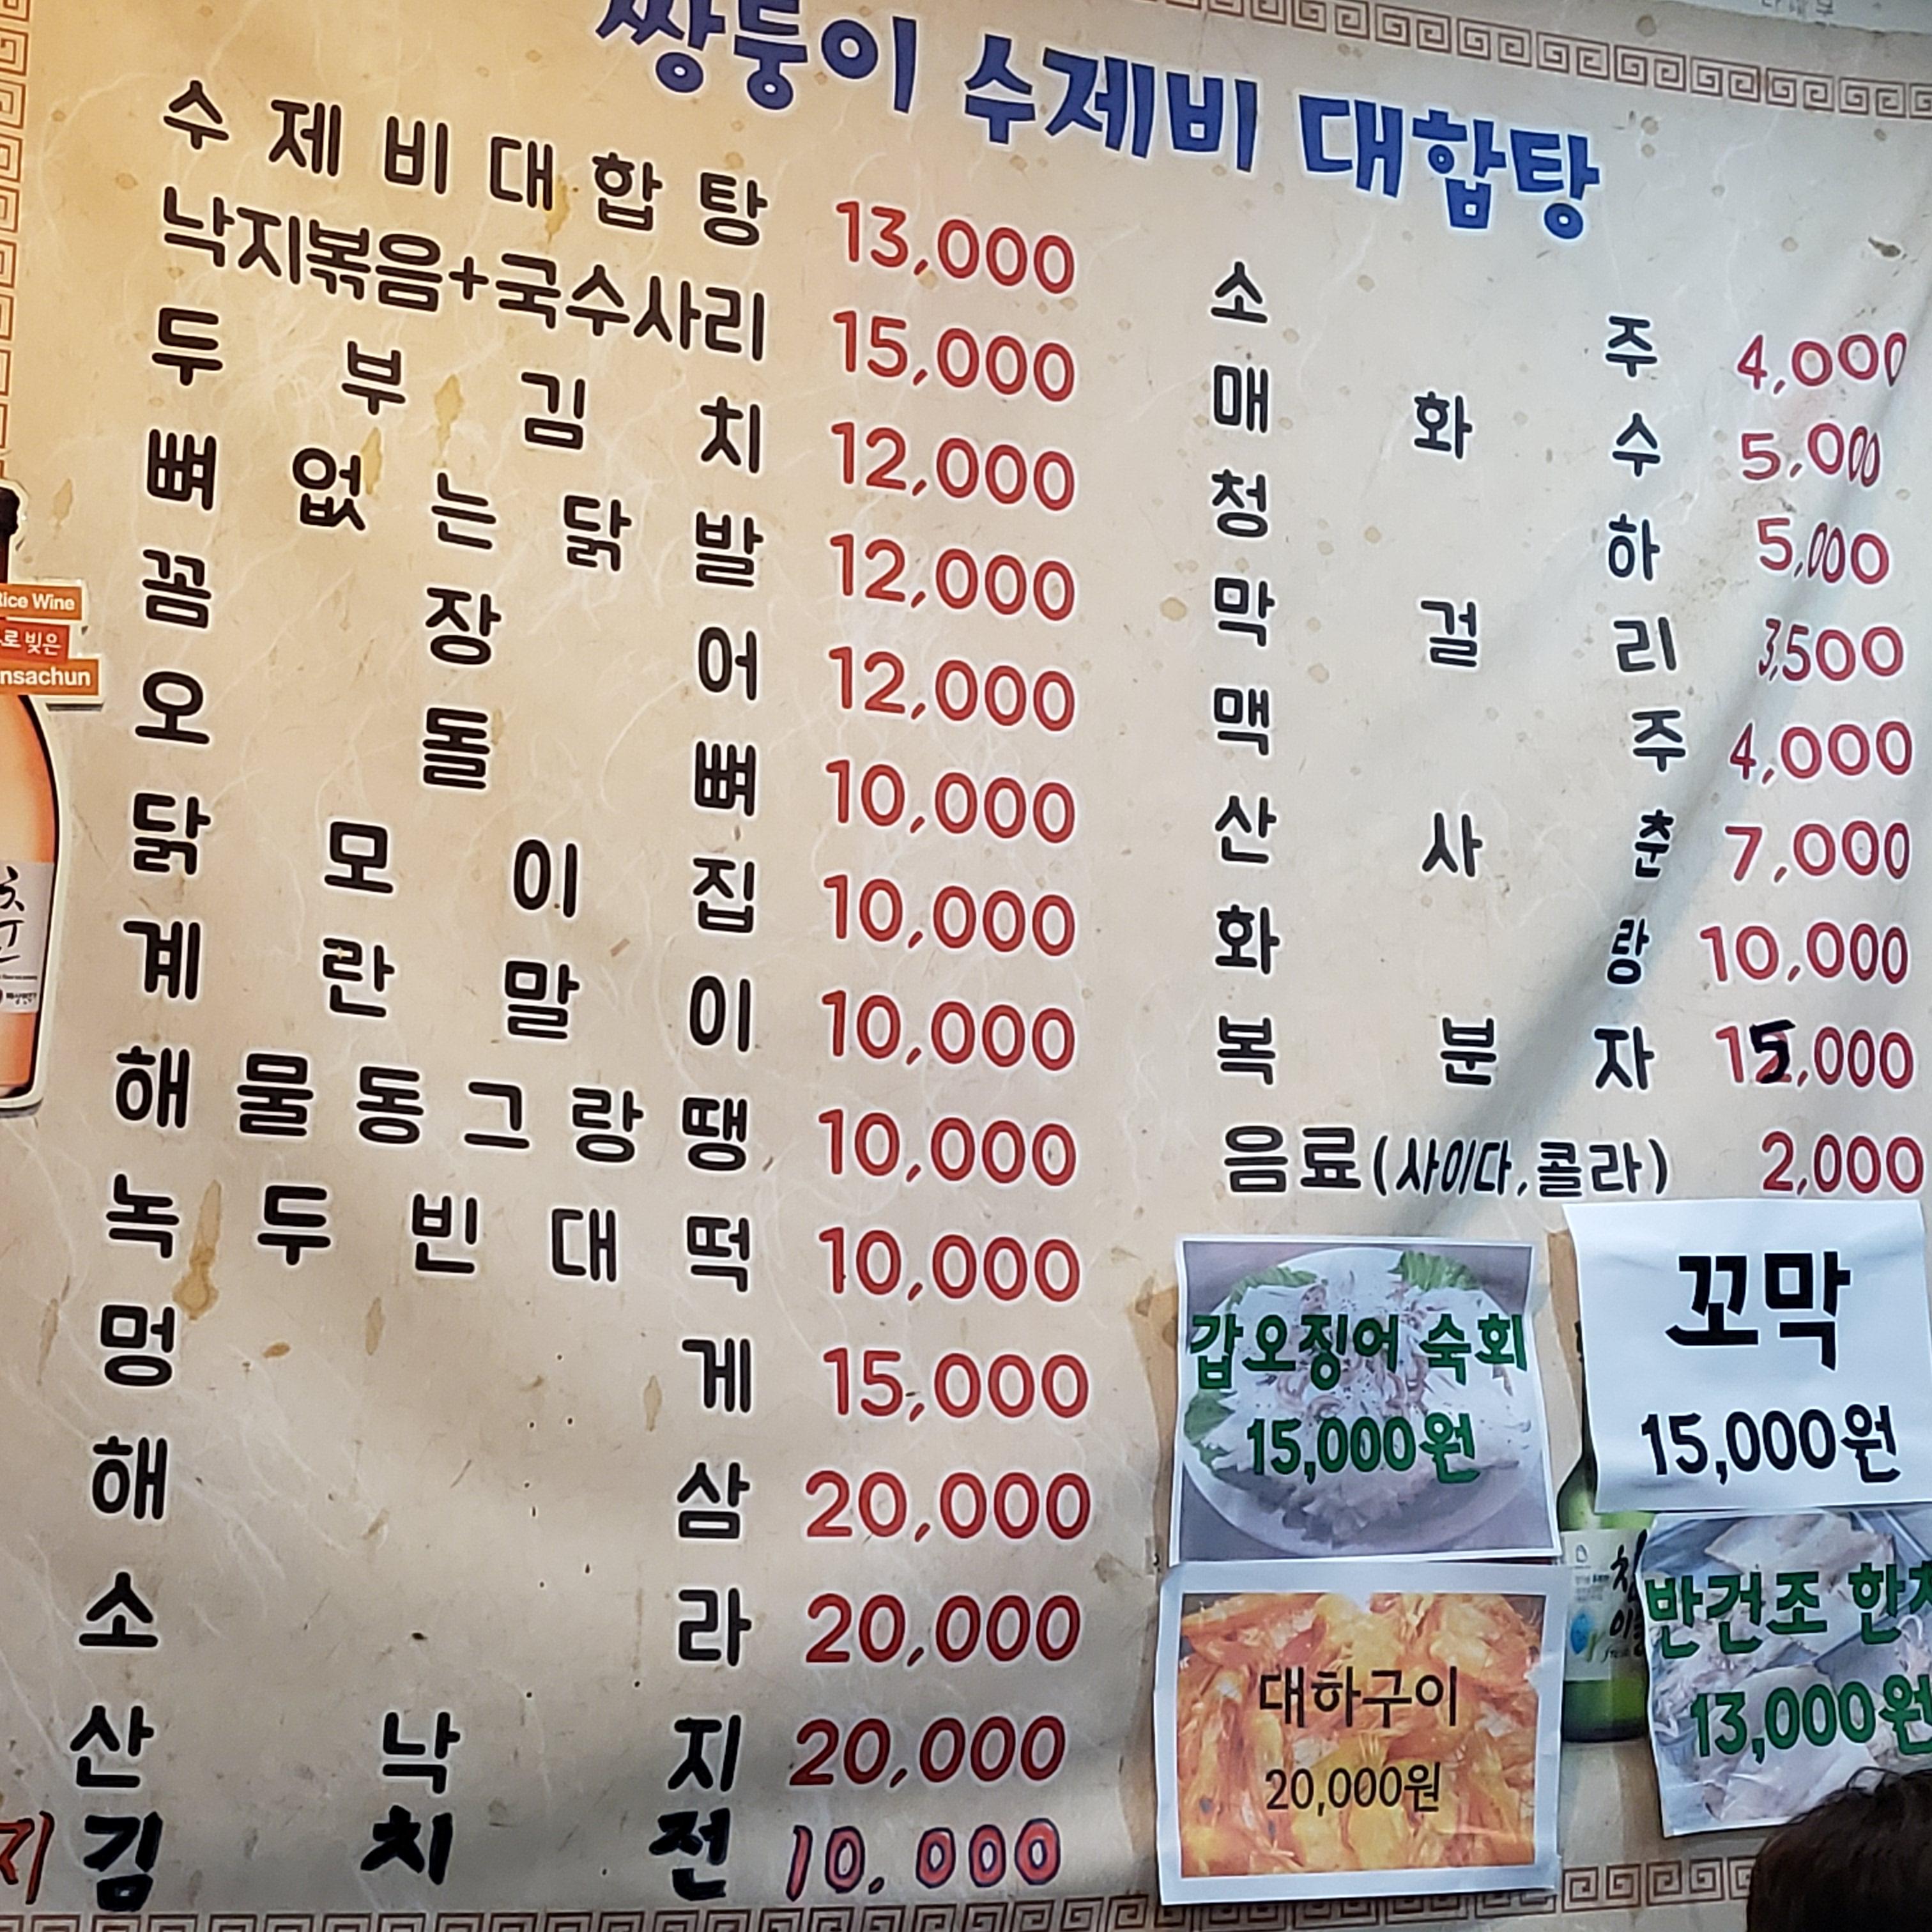 쌍둥이 수제비 대합탕
수제비대합탕 13,000
낙지볶음+국수사리 15,000
두부김치 12,000
뼈없는닭발 12,000
꼼장어 12,000
오돌뼈 10,000
닭모이집 10,000
계란말이 10,000
해물동그랑땡 10,000
녹두빈대떡 10,000
멍게 15,000
해삼 20,000
소라 20,000
산낙지 20,000
김치전 10,000
소주 4,000
매화수 5,000
청하 5,000
막걸리 3,500
맥주 4,000
산사춘 7,000
화랑 10,000
복분자 15,000
음료(사이다,콜라) 2,000
갑오징어 숙회
15,000원
꼬막
15,000원
대하구이
20,000원
반건조
13,000원
Rice Wine
로 빚은
nsachun